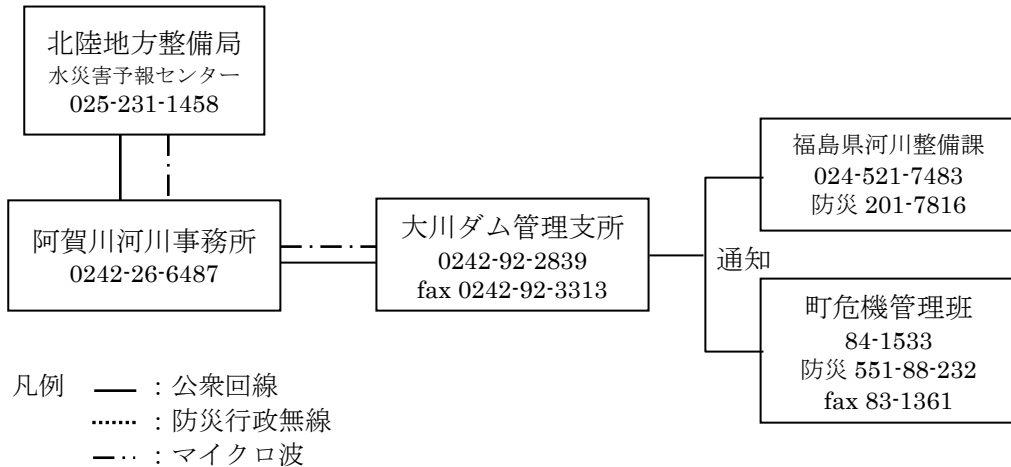 北陸地方整備局
水災害予報センター
025-231-1458
阿賀川河川事務所
0242-26-6487
大川ダム管理支所
0242-92-2839
fax 0242-92-3313
通知
福島県河川整備課
024-521-7483
防災 201-7816
町危機管理班
84-1533
防災 551-88-232
fax 83-1361
凡例
：公衆回線
：防災行政無線
：マイクロ波